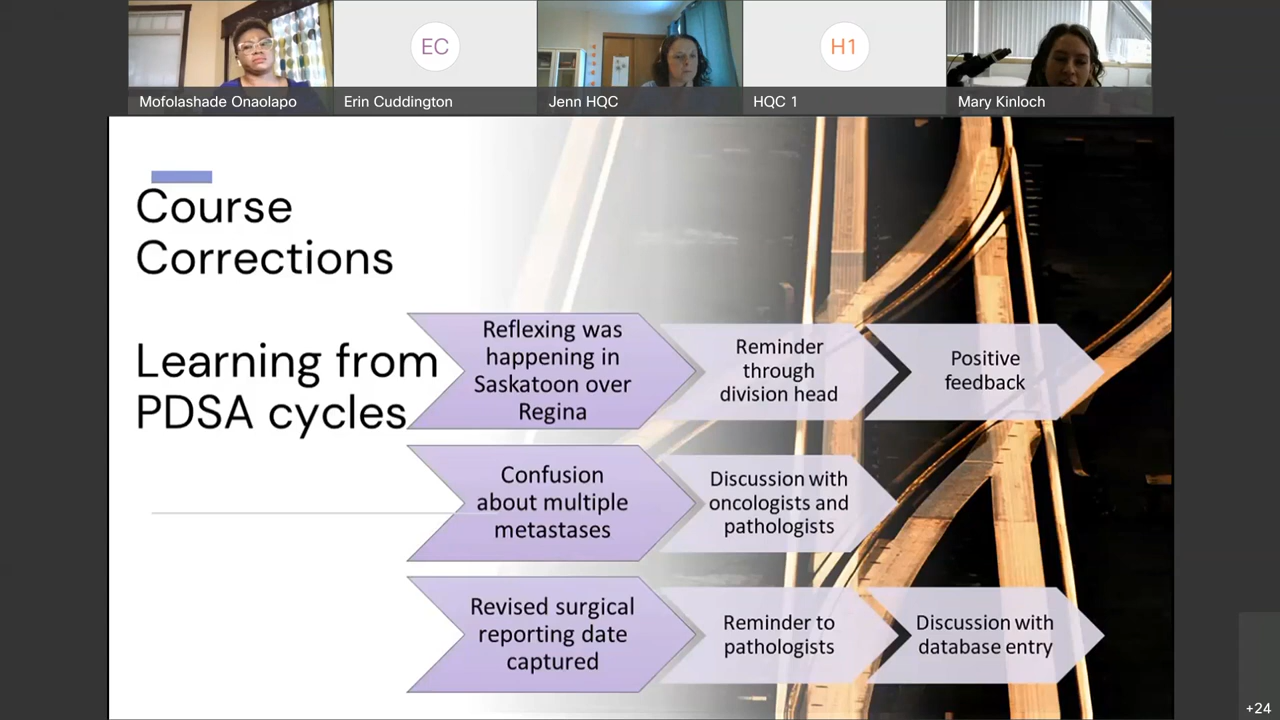 EC
H1
Mofolashade Onaolapo
Erin Cuddington
Jenn HQC
HQC 1
Mary Kinloch
Course
Corrections
Learning from
PDSA cycles
Reflexing was
happening in
Saskatoon over
Regina
Reminder
through
division head
Positive
feedback
Confusion
about multiple
metastases
Discussion with
oncologists and
pathologists
Revised surgical
reporting date
captured
Reminder to
pathologists
Discussion with
database entry
+24